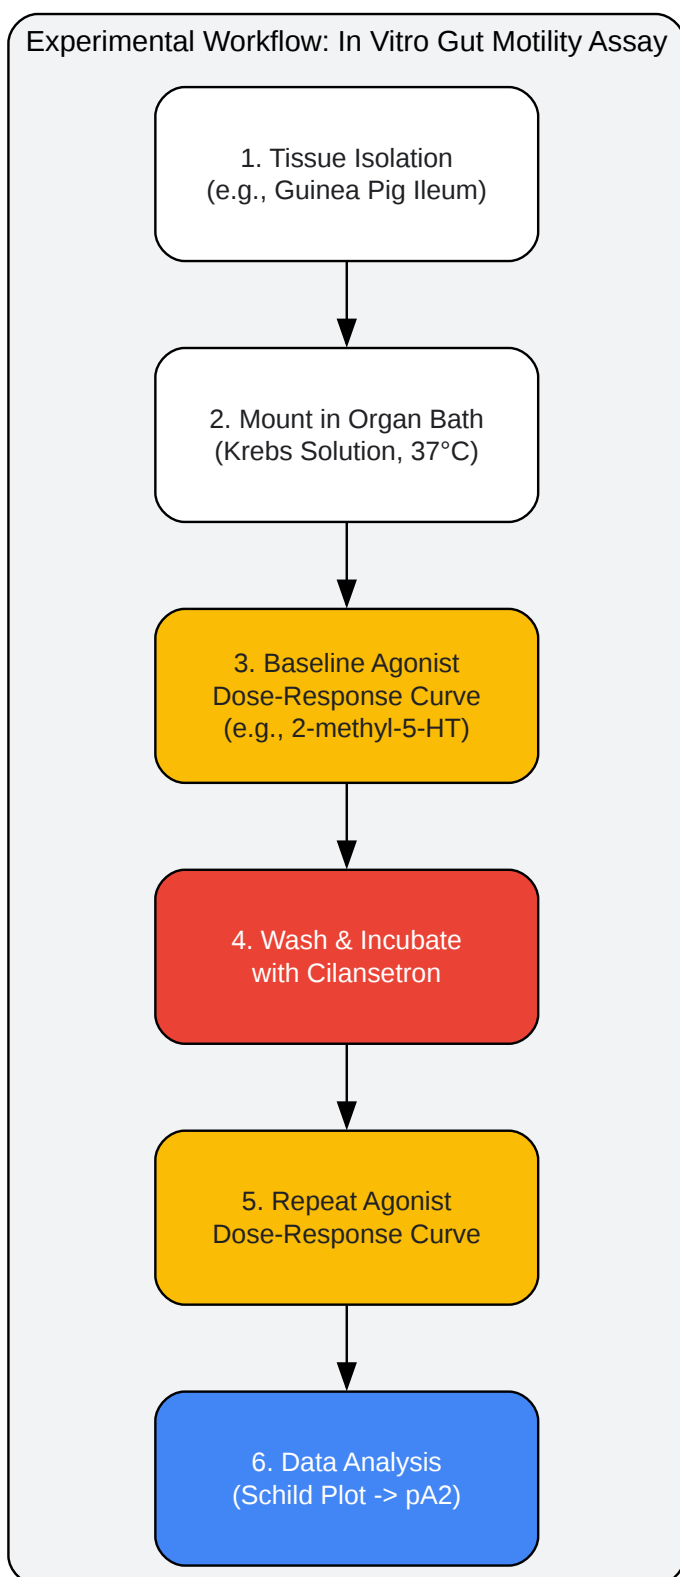 Experimental Workflow: In Vitro Gut Motility Assay
1. Tissue Isolation
(e.g., Guinea Pig Ileum)
2. Mount in Organ Bath
(Krebs Solution, 37°C)
3. Baseline Agonist
Dose-Response Curve
(e.g., 2-methyl-5-HT)
4. Wash & Incubate
with Cilansetron
5. Repeat Agonist
Dose-Response Curve
6. Data Analysis
(Schild Plot -> pA2)